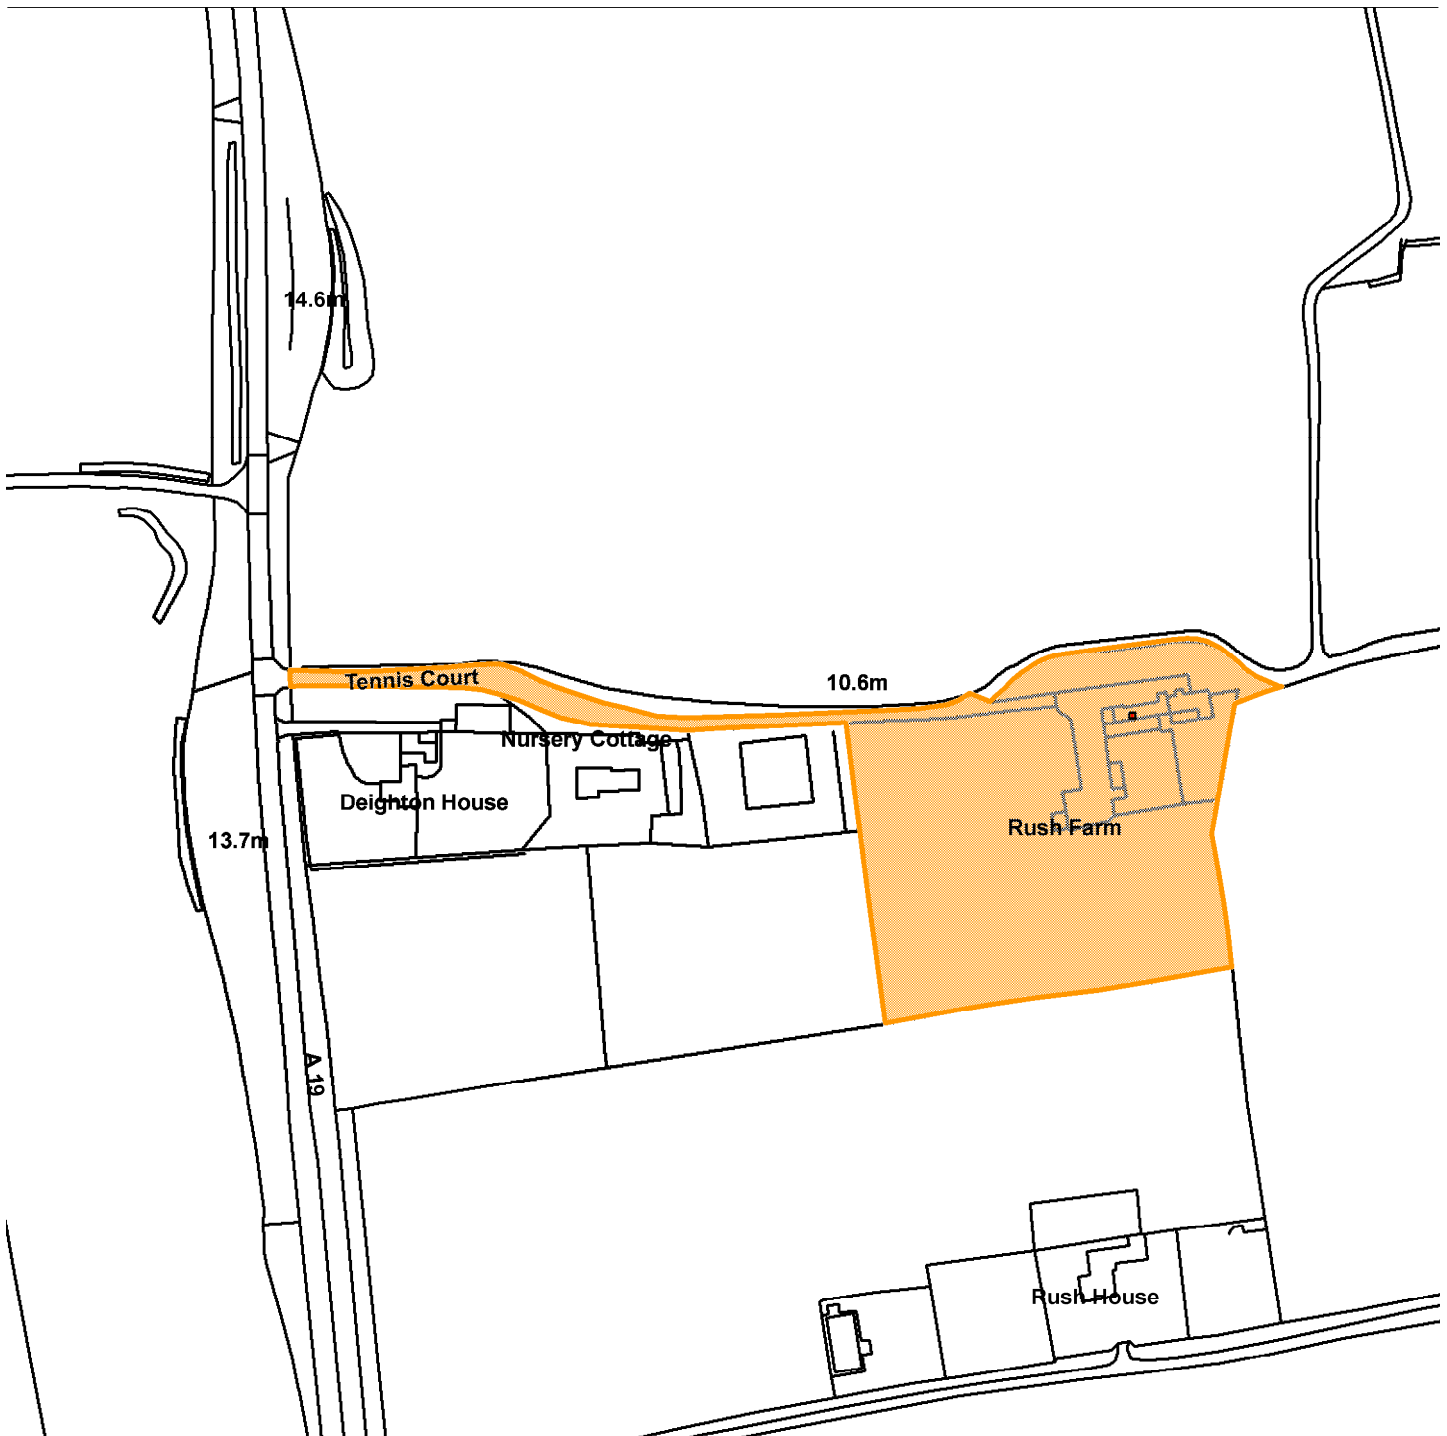 14.6m
Tennis Court
10.6m
Nursery Cottage
Deighton House
Rush Farm
13.7m
A 19
Rush House